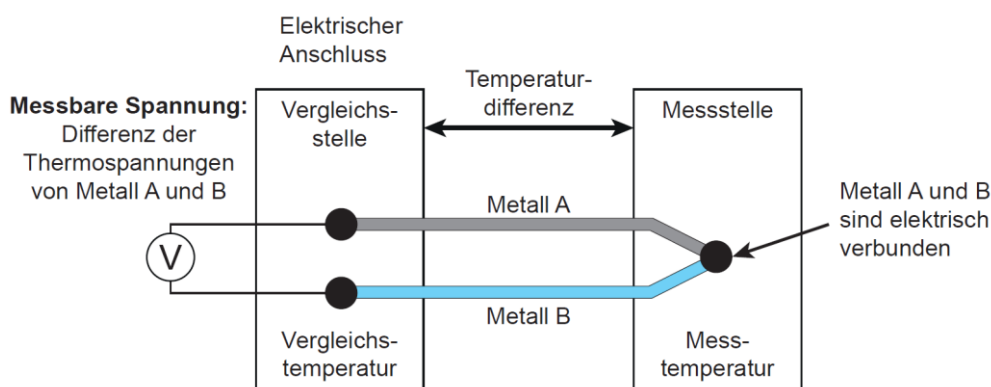 Elektrischer
Anschluss
Messbare Spannung:
Differenz der
Thermospannungen
von Metall A und B
Vergleichs-
stelle
Temperatur-
differenz
Messstelle
Metall A
Metall B
Metall A und B
sind elektrisch
verbunden
V
Vergleichs-
temperatur
Mess-
temperatur